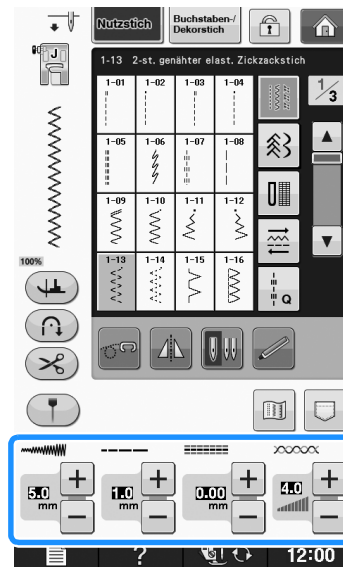 Nutzstich
Buchstaben-/
Dekorstich
J
1-13 2-st. genähter elast. Zickzackstich
1-01 1-02 1-03 1-04
1/3
1-05 1-06 1-07 1-08
1-09 1-10 1-11 1-12
1-13 1-14 1-15 1-16
Q
100%
5.0 mm
1.0 mm
0.00 mm
4.0
?
12:00